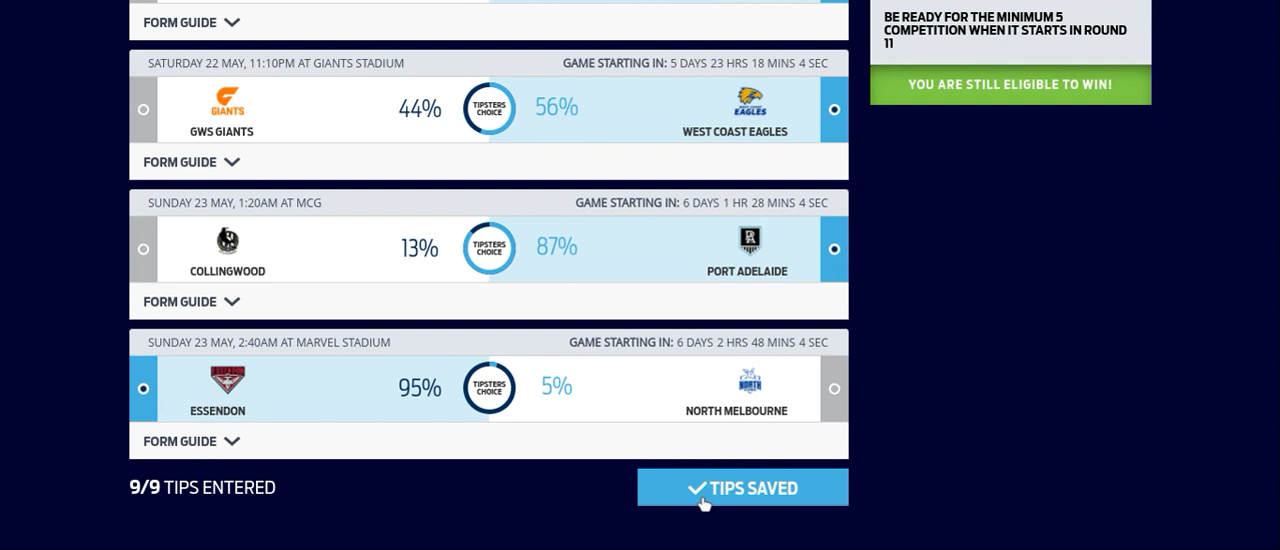 FORM GUIDE
BE READY FOR THE MINIMUM 5
COMPETITION WHEN IT STARTS IN ROUND
11
YOU ARE STILL ELIGIBLE TO WIN!
SATURDAY 22 MAY, 11:10PM AT GIANTS STADIUM GAME STARTING IN: 5 DAYS 23 HRS 18 MINS 4 SEC
GIANTS
GWS GIANTS
44%
TIPSTERS
CHOICE
56%
WEST COAST
EAGLES
WEST COAST EAGLES
FORM GUIDE
SUNDAY 23 MAY, 1:20AM AT MCG GAME STARTING IN: 6 DAYS 1 HR 28 MINS 4 SEC
COLLINGWOOD
13%
TIPSTERS
CHOICE
87%
PA
PORT ADELAIDE
FORM GUIDE
SUNDAY 23 MAY, 2:40AM AT MARVEL STADIUM GAME STARTING IN: 6 DAYS 2 HRS 48 MINS 4 SEC
ESSENDON
ESSENDON
95%
TIPSTERS
CHOICE
5%
NORTH
NORTH MELBOURNE
FORM GUIDE
9/9 TIPS ENTERED
TIPS SAVED